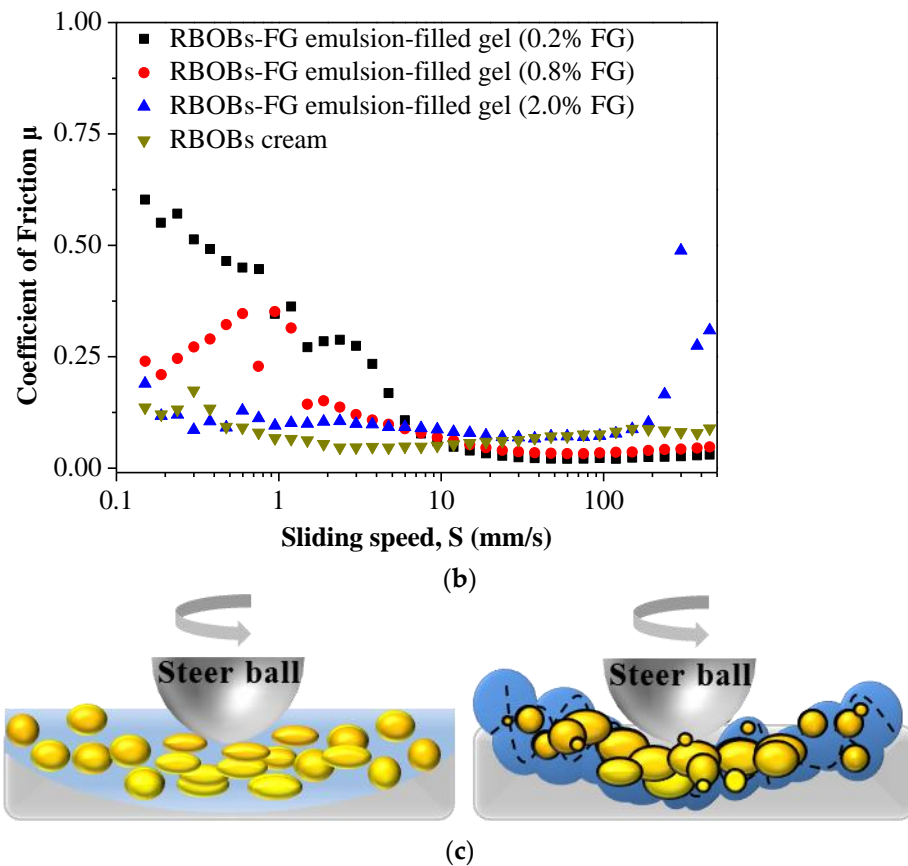 1.00
RBOBs-FG emulsion-filled gel (0.2% FG)
RBOBs-FG emulsion-filled gel (0.8% FG)
RBOBs-FG emulsion-filled gel (2.0% FG)
0.75
RBOBs cream
0.50
0.25
0.00
Coefficient of Friction μ
0.1 1 10 100
Sliding speed, S (mm/s)
(b)
Steer ball Steer ball
(c)